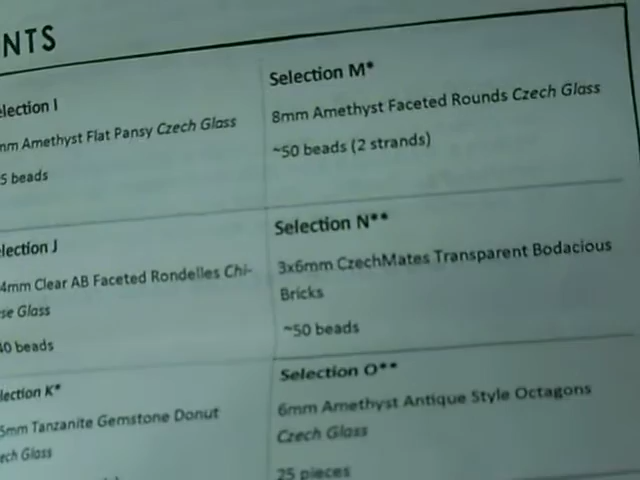 NTS
lection I
mm Amethyst Flat Pansy Czech Glass
5 beads
lection J
4mm Clear AB Faceted Rondelles Chi-
se Glass
40 beads
lection K*
5mm Tanzanite Gemstone Donut
ech Glass
Selection M*
8mm Amethyst Faceted Rounds Czech Glass
~50 beads (2 strands)
Selection N**
3x6mm CzechMates Transparent Bodacious
Bricks
~50 beads
Selection O**
6mm Amethyst Antique Style Octagons
Czech Glass
25 pieces